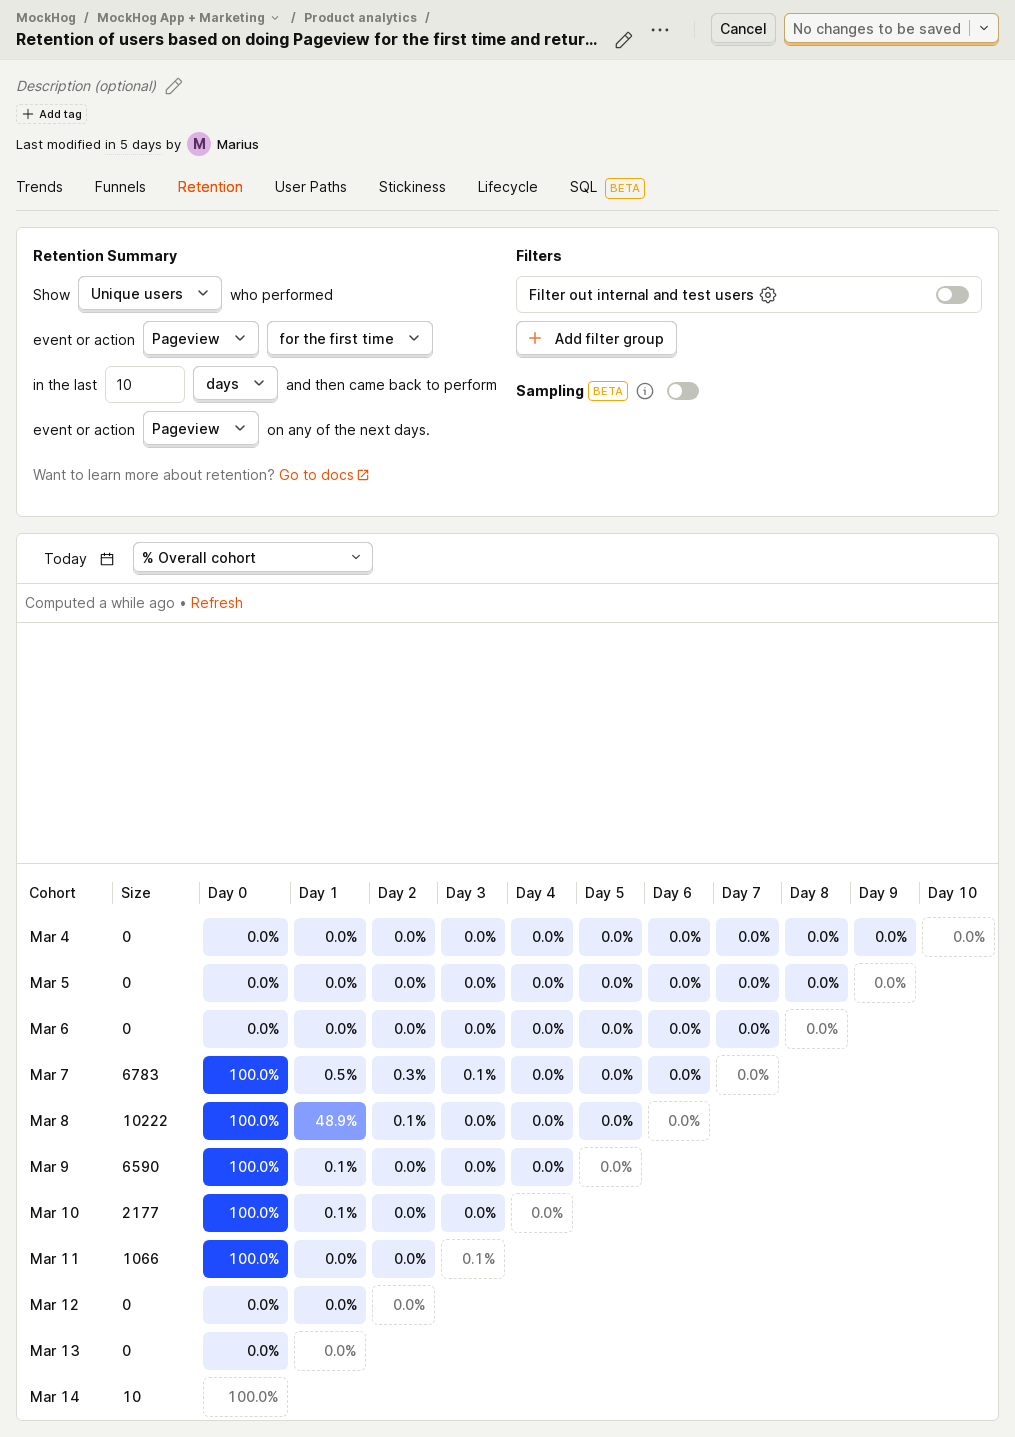 MockHog / MockHog App + Marketing / Product analytics /
Retention of users based on doing Pageview for the first time and retur...
Cancel
No changes to be saved
Description (optional)
Add tag
Last modified in 5 days by M Marius
Trends Funnels Retention User Paths Stickiness Lifecycle SQL BETA
Retention Summary
Show Unique users who performed
event or action Pageview for the first time
in the last 10 days and then came back to perform
event or action Pageview on any of the next days.
Want to learn more about retention? Go to docs
Filters
Filter out internal and test users
Add filter group
Sampling BETA
Today % Overall cohort
Computed a while ago • Refresh
Cohort Size Day 0 Day 1 Day 2 Day 3 Day 4 Day 5 Day 6 Day 7 Day 8 Day 9 Day 10
Mar 4 0 0.0% 0.0% 0.0% 0.0% 0.0% 0.0% 0.0% 0.0% 0.0% 0.0% 0.0%
Mar 5 0 0.0% 0.0% 0.0% 0.0% 0.0% 0.0% 0.0% 0.0% 0.0% 0.0%
Mar 6 0 0.0% 0.0% 0.0% 0.0% 0.0% 0.0% 0.0% 0.0% 0.0%
Mar 7 6783 100.0% 0.5% 0.3% 0.1% 0.0% 0.0% 0.0% 0.0%
Mar 8 10222 100.0% 48.9% 0.1% 0.0% 0.0% 0.0% 0.0%
Mar 9 6590 100.0% 0.1% 0.0% 0.0% 0.0% 0.0%
Mar 10 2177 100.0% 0.1% 0.0% 0.0% 0.0%
Mar 11 1066 100.0% 0.0% 0.0% 0.1%
Mar 12 0 0.0% 0.0% 0.0%
Mar 13 0 0.0% 0.0%
Mar 14 10 100.0%